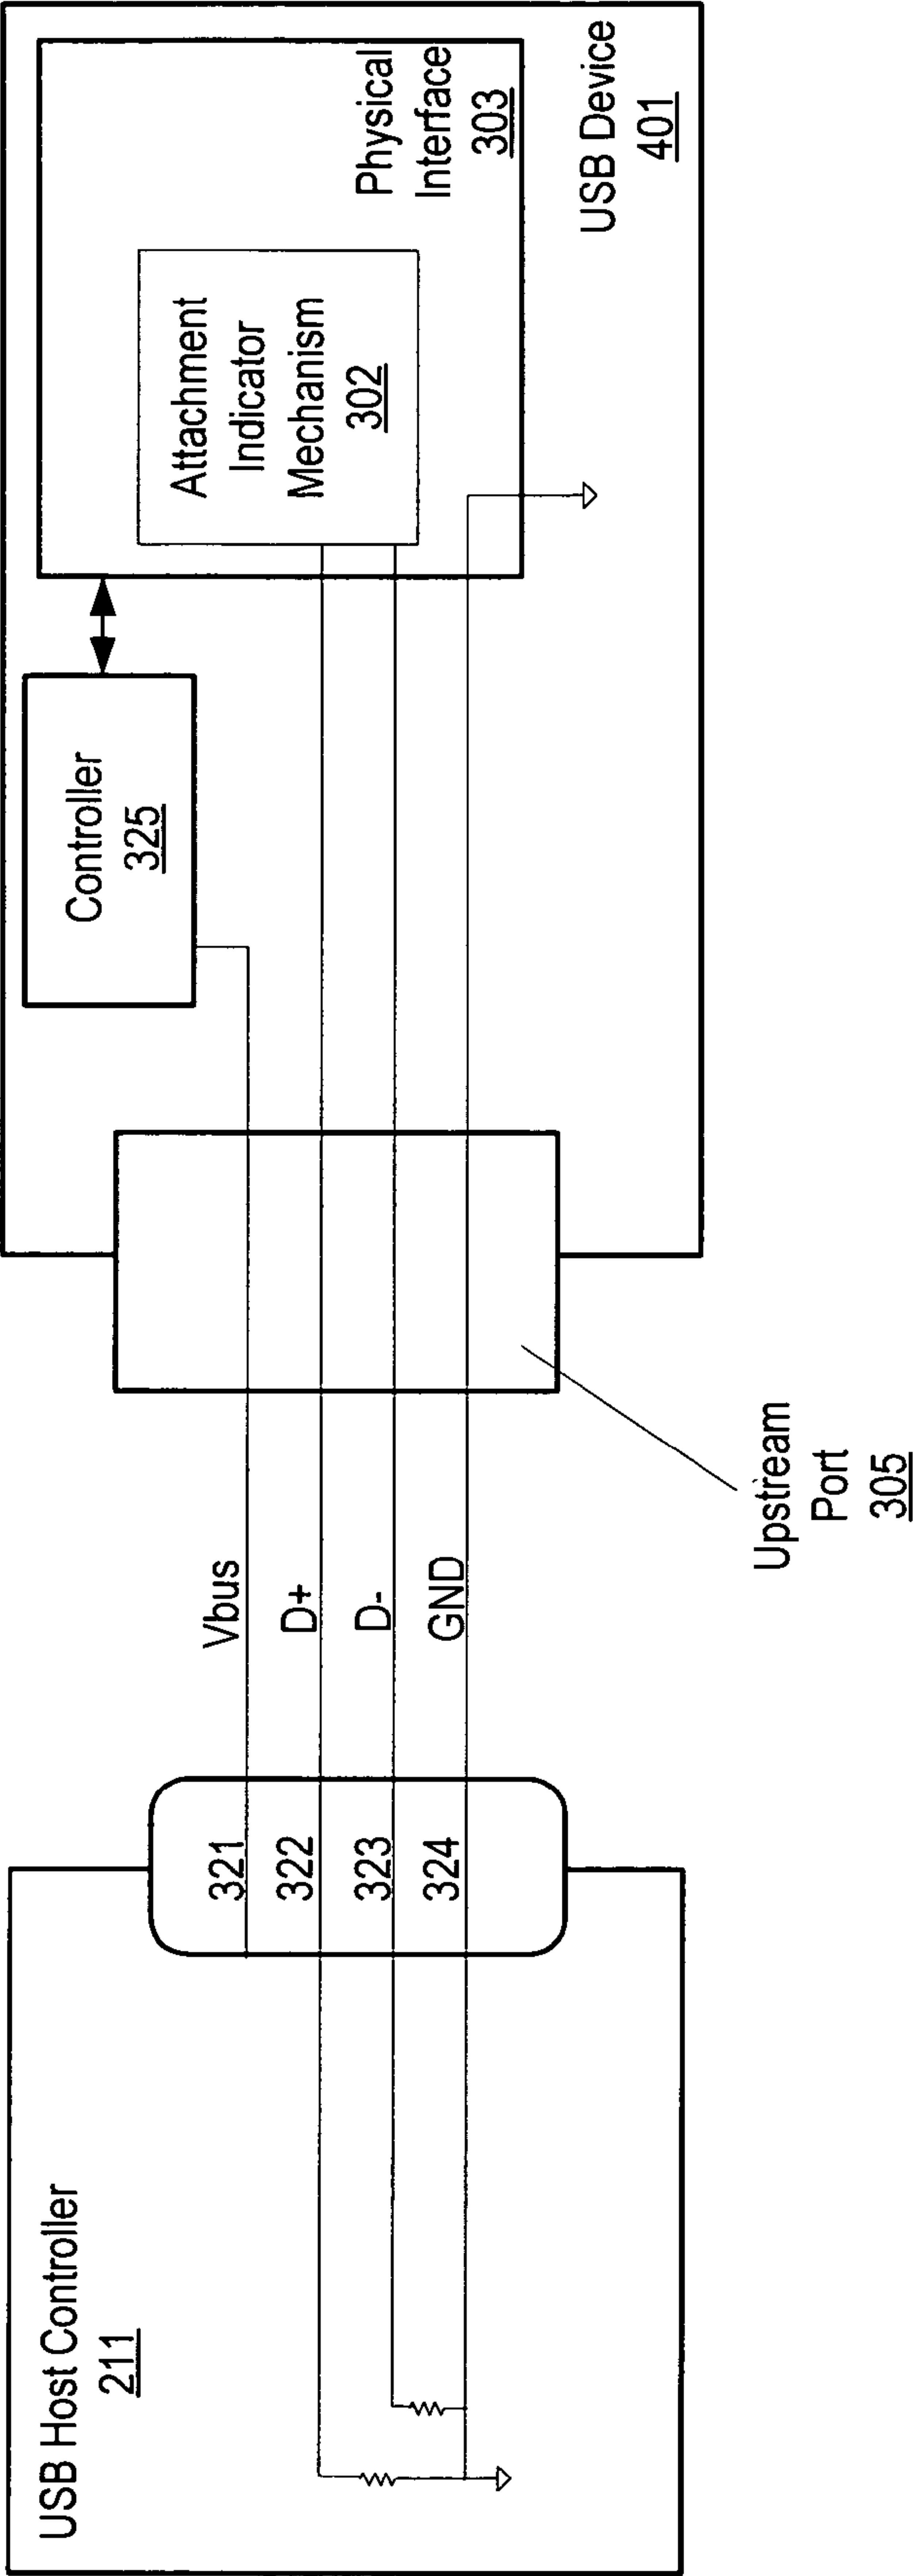 USB Host Controller
211
321
322
323
324
Vbus
D+
D-
GND
Upstream
Port
305
Controller
325
Attachment
Indicator
Mechanism
302
Physical
Interface
303
USB Device
401